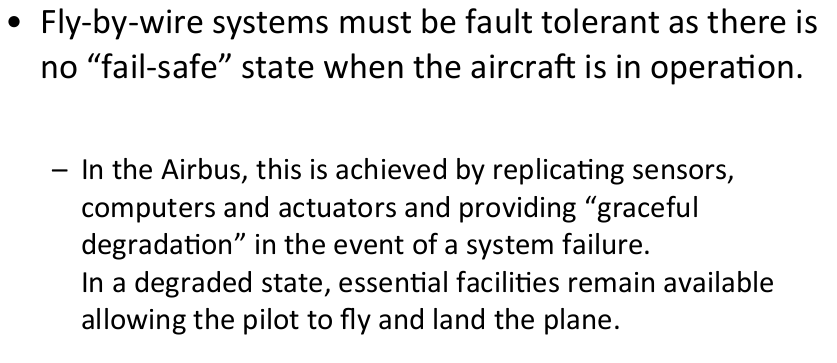 • Fly-by-wire systems must be fault tolerant as there is
no “fail-safe” state when the aircraft is in operation.
– In the Airbus, this is achieved by replicating sensors,
computers and actuators and providing “graceful
degradation” in the event of a system failure.
In a degraded state, essential facilities remain available
allowing the pilot to fly and land the plane.